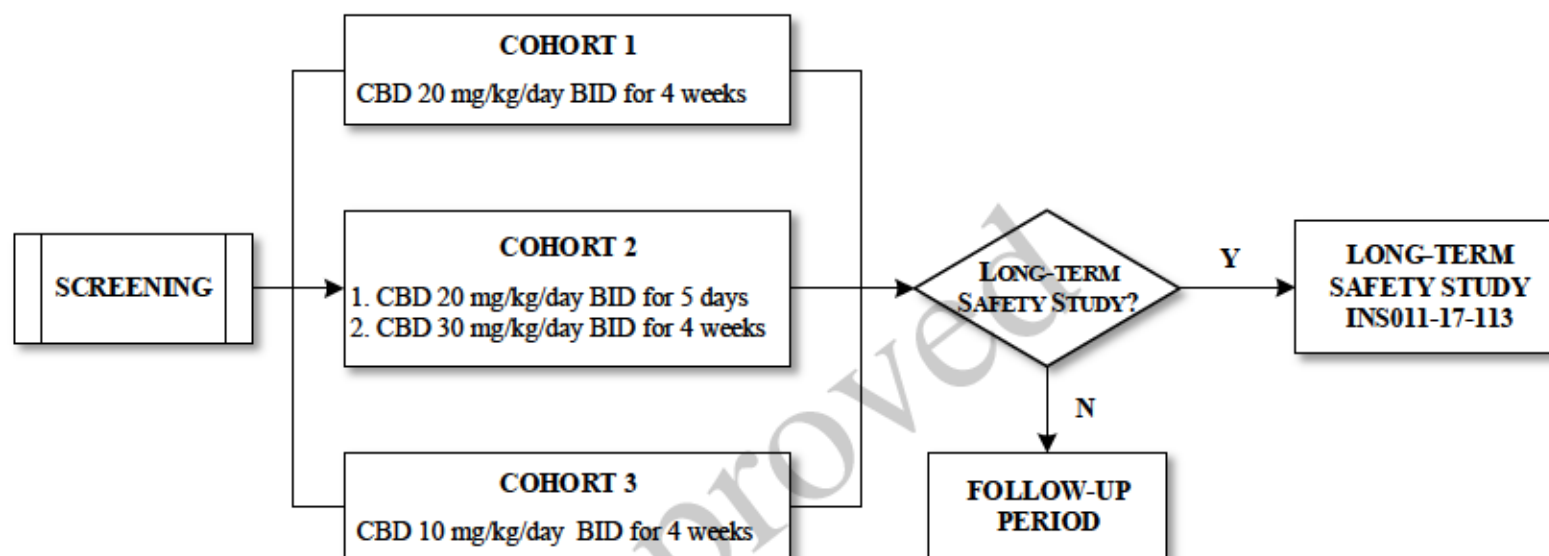 COHORT 1
CBD 20 mg/kg/day BID for 4 weeks
SCREENING
COHORT 2
1. CBD 20 mg/kg/day BID for 5 days
2. CBD 30 mg/kg/day BID for 4 weeks
COHORT 3
CBD 10 mg/kg/day  BID for 4 weeks
LONG-TERM
SAFETY STUDY?
Y
LONG-TERM
SAFETY STUDY
INS011-17-113
N
FOLLOW-UP
PERIOD
proved